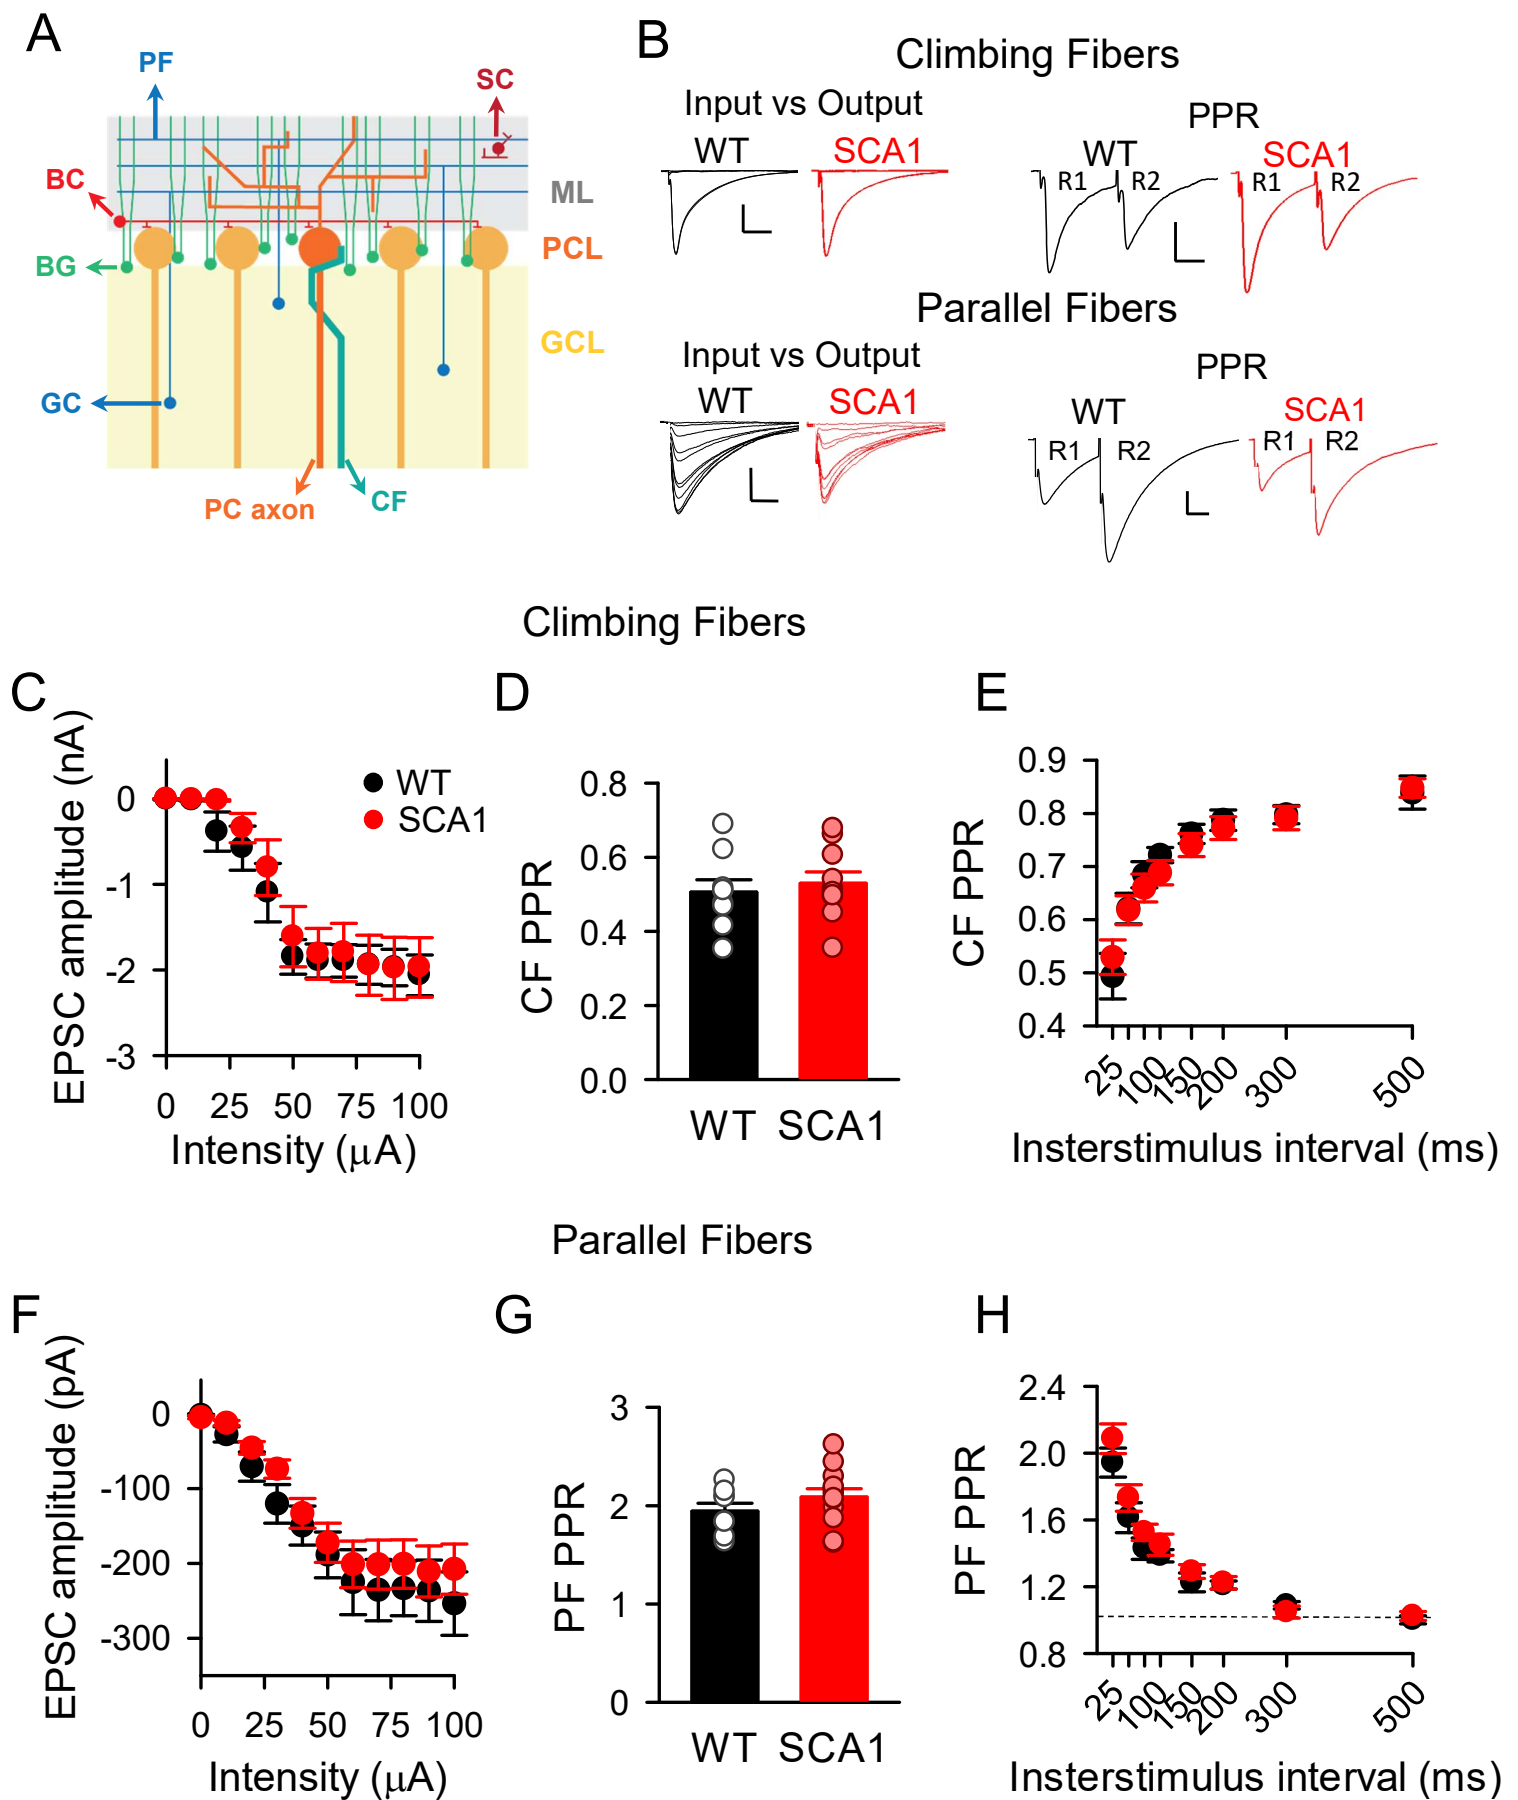 A
PF
SC
BC
ML
PCL
BG
GCL
GC
PC axon
CF
B
Climbing Fibers
Input vs Output
PPR
WT
SCA1
WT
SCA1
R1
R2
R1
R2
Parallel Fibers
Input vs Output
PPR
WT
SCA1
WT
SCA1
R1
R2
R1
R2
Climbing Fibers
C
EPSC amplitude (nA)
0
-1
-2
-3
0 25 50 75 100
Intensity (μA)
WT
SCA1
D
CF PPR
0.8
0.6
0.4
0.2
0.0
WT SCA1
E
CF PPR
0.9
0.8
0.7
0.6
0.5
0.4
25 100 150 200 300 500
Insterstimulus interval (ms)
Parallel Fibers
F
EPSC amplitude (pA)
0
-100
-200
-300
0 25 50 75 100
Intensity (μA)
G
PF PPR
3
2
1
0
WT SCA1
H
PF PPR
2.4
2.0
1.6
1.2
0.8
25 100 150 200 300 500
Insterstimulus interval (ms)